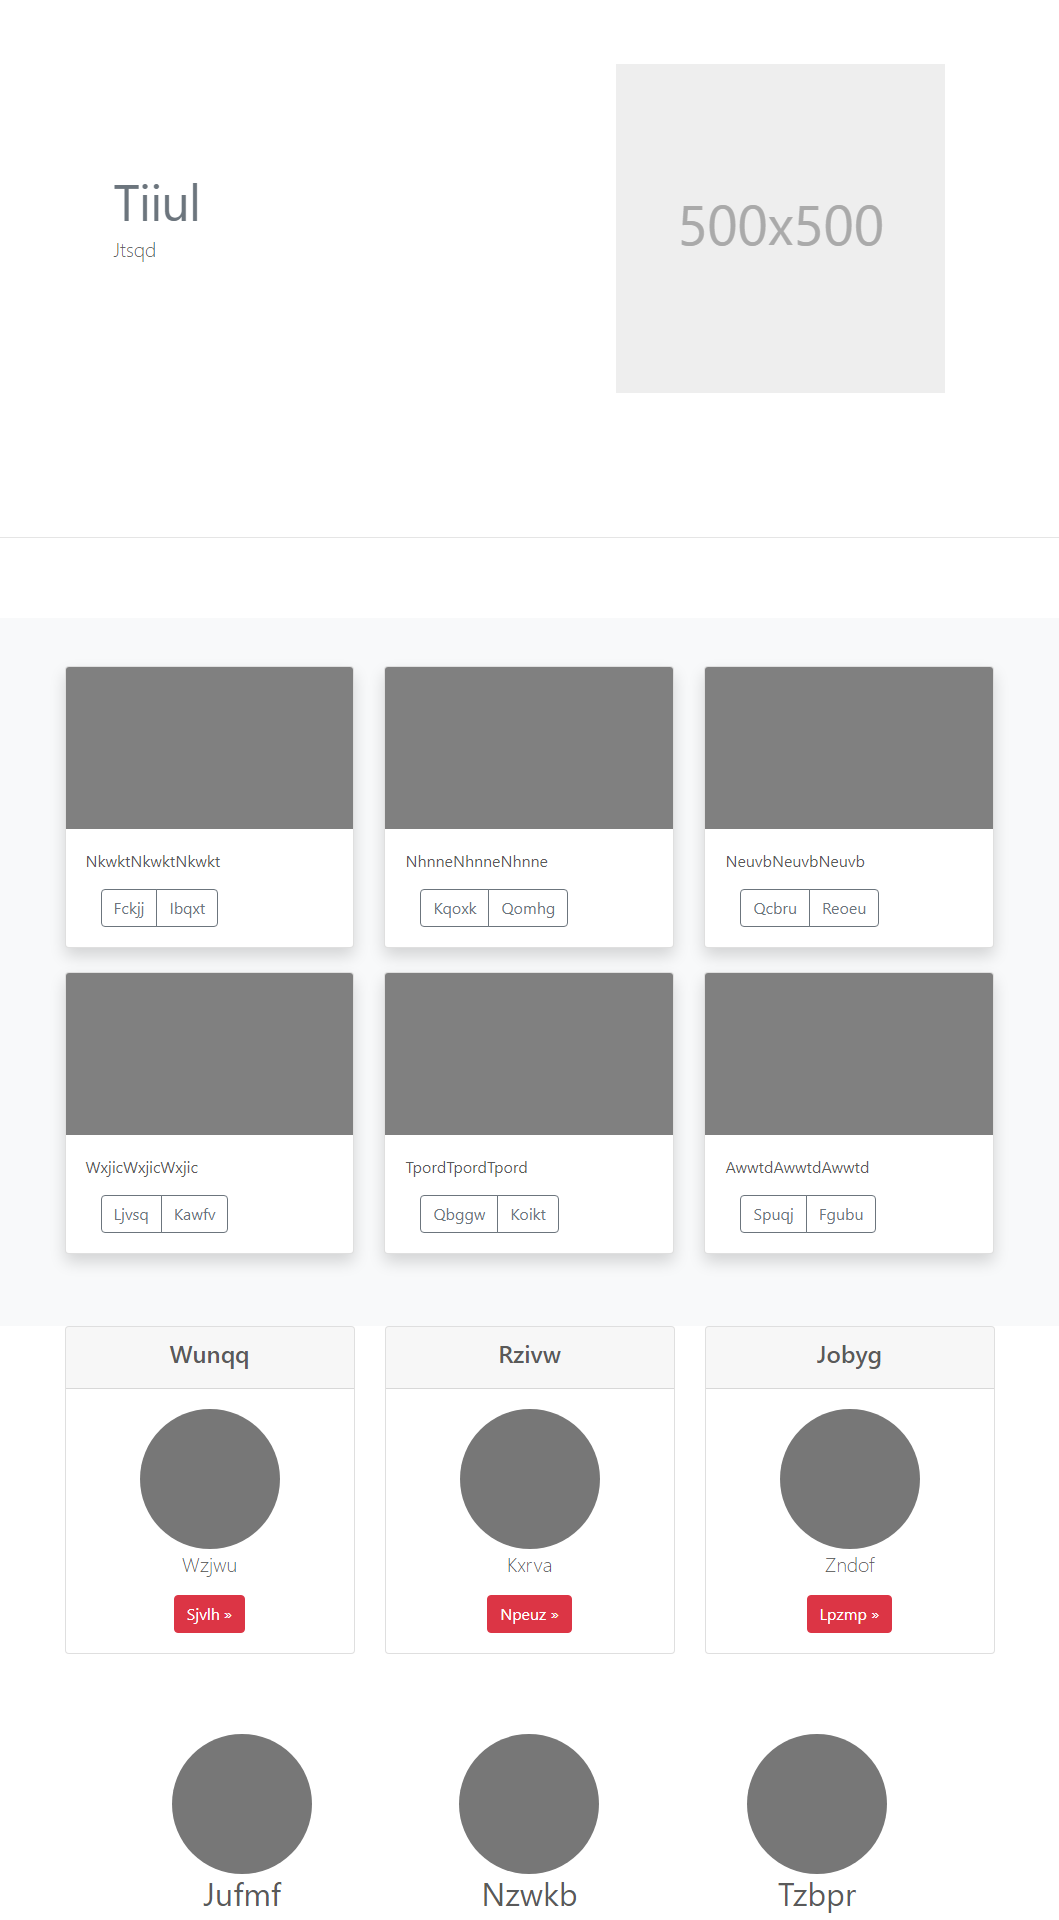 Tiiul
Jtsqd
500x500
NkwktNkwktNkwkt
Fckjj Ibqxt
NhnneNhnneNhnne
Kqoxk Qomhg
NeuvbNeuvbNeuvb
Qcbru Reoeu
WxjicWxjicWxjic
Ljvsq Kawfv
TpordTpordTpord
Qbggw Koikt
AwwtdAwwtdAwwtd
Spuqj Fgubu
Wunqq
Wzjwu
Sjvlh »
Rzivw
Kxrva
Npeuz »
Jobyg
Zndof
Lpzmp »
Jufmf
Nzwkb
Tzbpr